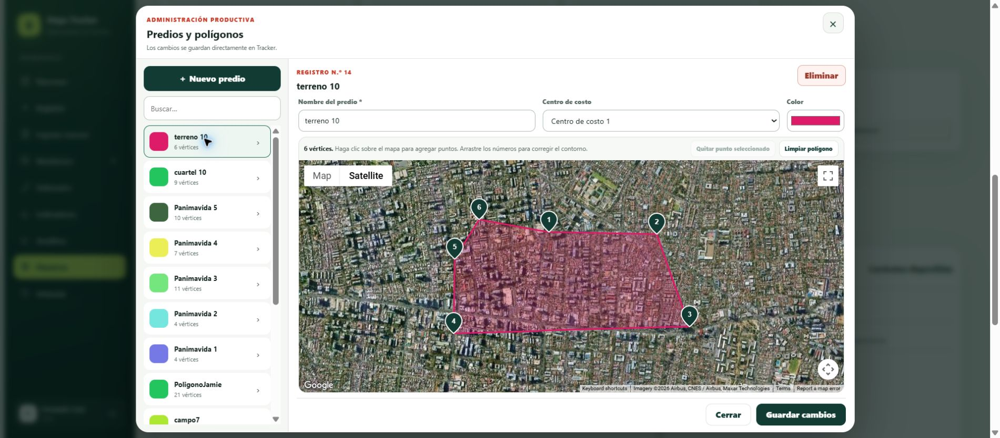 ADMINISTRACIÓN PRODUCTIVA
Predios y polígonos
Los cambios se guardan directamente en Tracker.
×
+ Nuevo predio
Buscar...
terreno 10
6 vértices
cuartel 10
9 vértices
Panimavida 5
10 vértices
Panimavida 4
7 vértices
Panimavida 3
11 vértices
Panimavida 2
4 vértices
Panimavida 1
4 vértices
PoligonoJamie
21 vértices
campo7
REGISTRO N.º 14
terreno 10
Eliminar
Nombre del predio *
Centro de costo
Color
terreno 10
Centro de costo 1
6 vértices. Haga clic sobre el mapa para agregar puntos. Arrastre los números para corregir el contorno.
Quitar punto seleccionado
Limpiar polígono
Map
Satellite
6
1
2
5
3
4
Google
Keyboard shortcuts
Imagery ©2026 Airbus, CNES / Airbus, Maxar Technologies
Terms
Report a map error
Cerrar
Guardar cambios